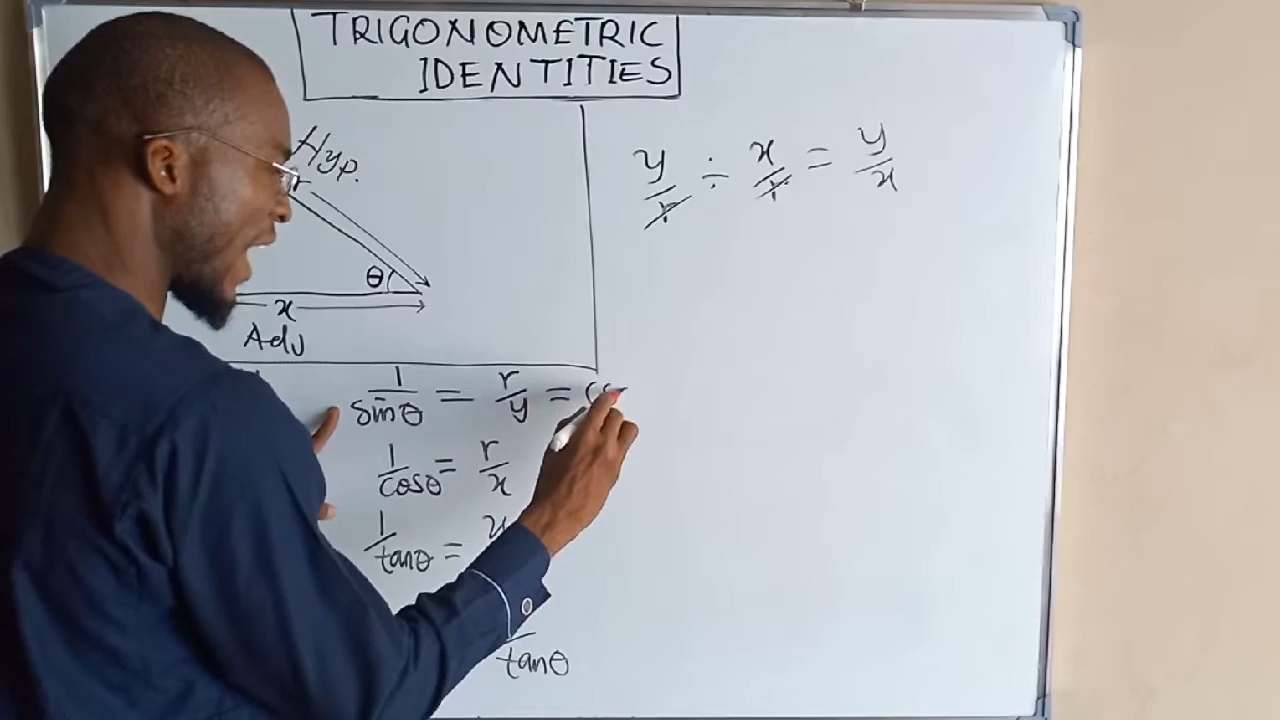 TRIGONOMETRIC
IDENTITIES
Hyp.
r
θ
x
Adj
y/r ÷ x/r = y/x
1/sinθ = r/y =
1/cosθ = r/x
1/tanθ =
tanθ